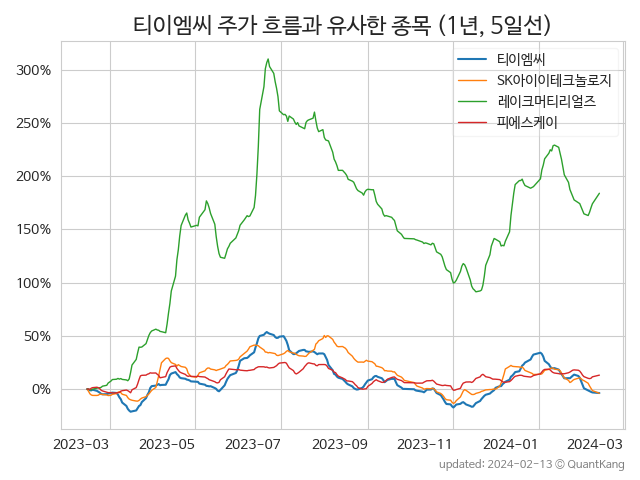 티이엠씨 주가 흐름과 유사한 종목 (1년, 5일선)
티이엠씨
SK아이이테크놀로지
레이크머티리얼즈
피에스케이
300%
250%
200%
150%
100%
50%
0%
2023-03 2023-05 2023-07 2023-09 2023-11 2024-01 2024-03
updated: 2024-02-13 © QuantKang